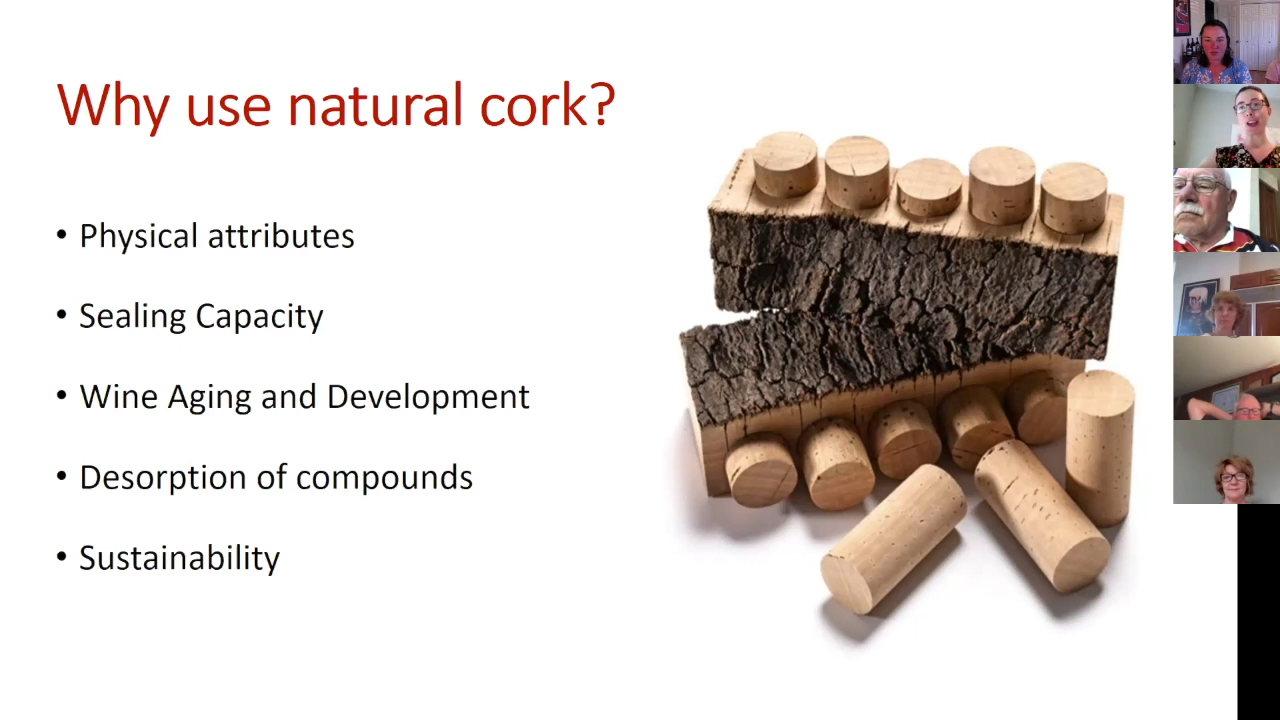 Why use natural cork?
• Physical attributes
• Sealing Capacity
• Wine Aging and Development
• Desorption of compounds
• Sustainability